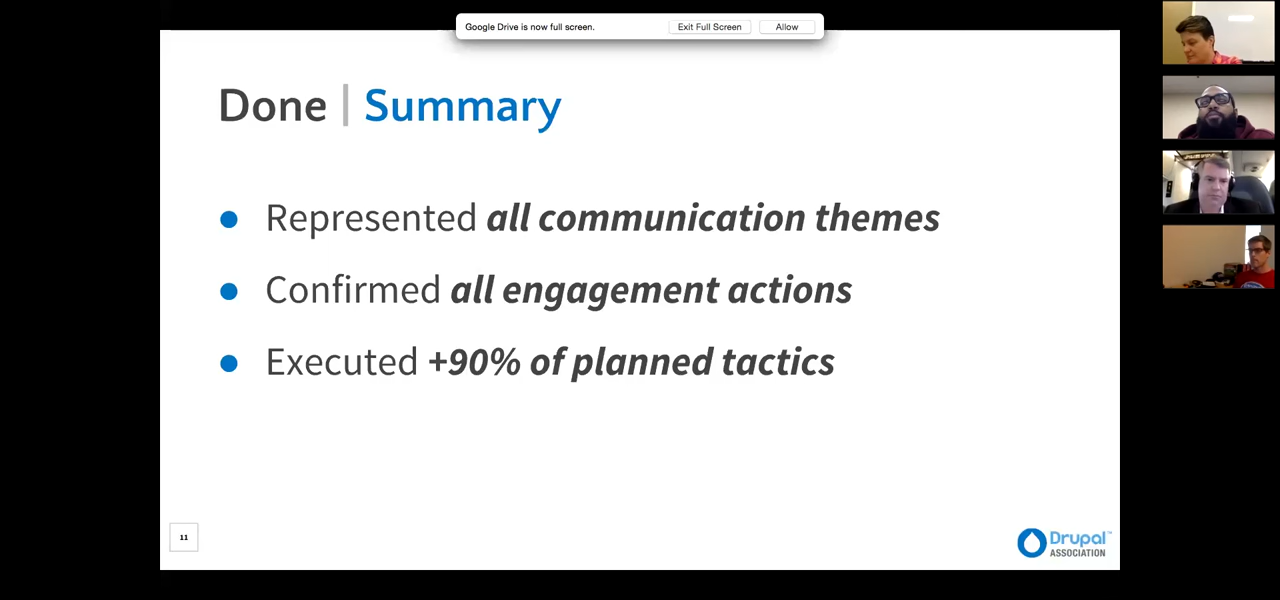 Google Drive is now full screen. Exit Full Screen Allow
Done | Summary
● Represented all communication themes
● Confirmed all engagement actions
● Executed +90% of planned tactics
11
Drupal™
ASSOCIATION